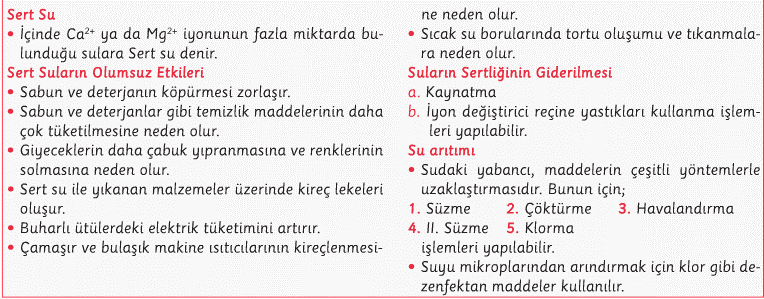 Sert Su
• İçinde Ca²⁺ ya da Mg²⁺ iyonunun fazla miktarda bu-
lunduğu sulara Sert su denir.
Sert Suların Olumsuz Etkileri
• Sabun ve deterjanın köpürmesi zorlaşır.
• Sabun ve deterjanlar gibi temizlik maddelerinin daha
çok tüketilmesine neden olur.
• Giyeceklerin daha çabuk yıpranmasına ve renklerinin
solmasına neden olur.
• Sert su ile yıkanan malzemeler üzerinde kireç lekeleri
oluşur.
• Buharlı ütülerdeki elektrik tüketimini artırır.
• Çamaşır ve bulaşık makine ısıtıcılarının kireçlenmesi-
ne neden olur.
• Sıcak su borularında tortu oluşumu ve tıkanmala-
ra neden olur.
Suların Sertliğinin Giderilmesi
a. Kaynatma
b. İyon değiştirici reçine yastıkları kullanma işlem-
leri yapılabilir.
Su arıtımı
• Sudaki yabancı, maddelerin çeşitli yöntemlerle
uzaklaştırmasıdır. Bunun için;
1. Süzme 2. Çöktürme 3. Havalandırma
4. II. Süzme 5. Klorma
işlemleri yapılabilir.
• Suyu mikroplarından arındırmak için klor gibi de-
zenfektan maddeler kullanılır.